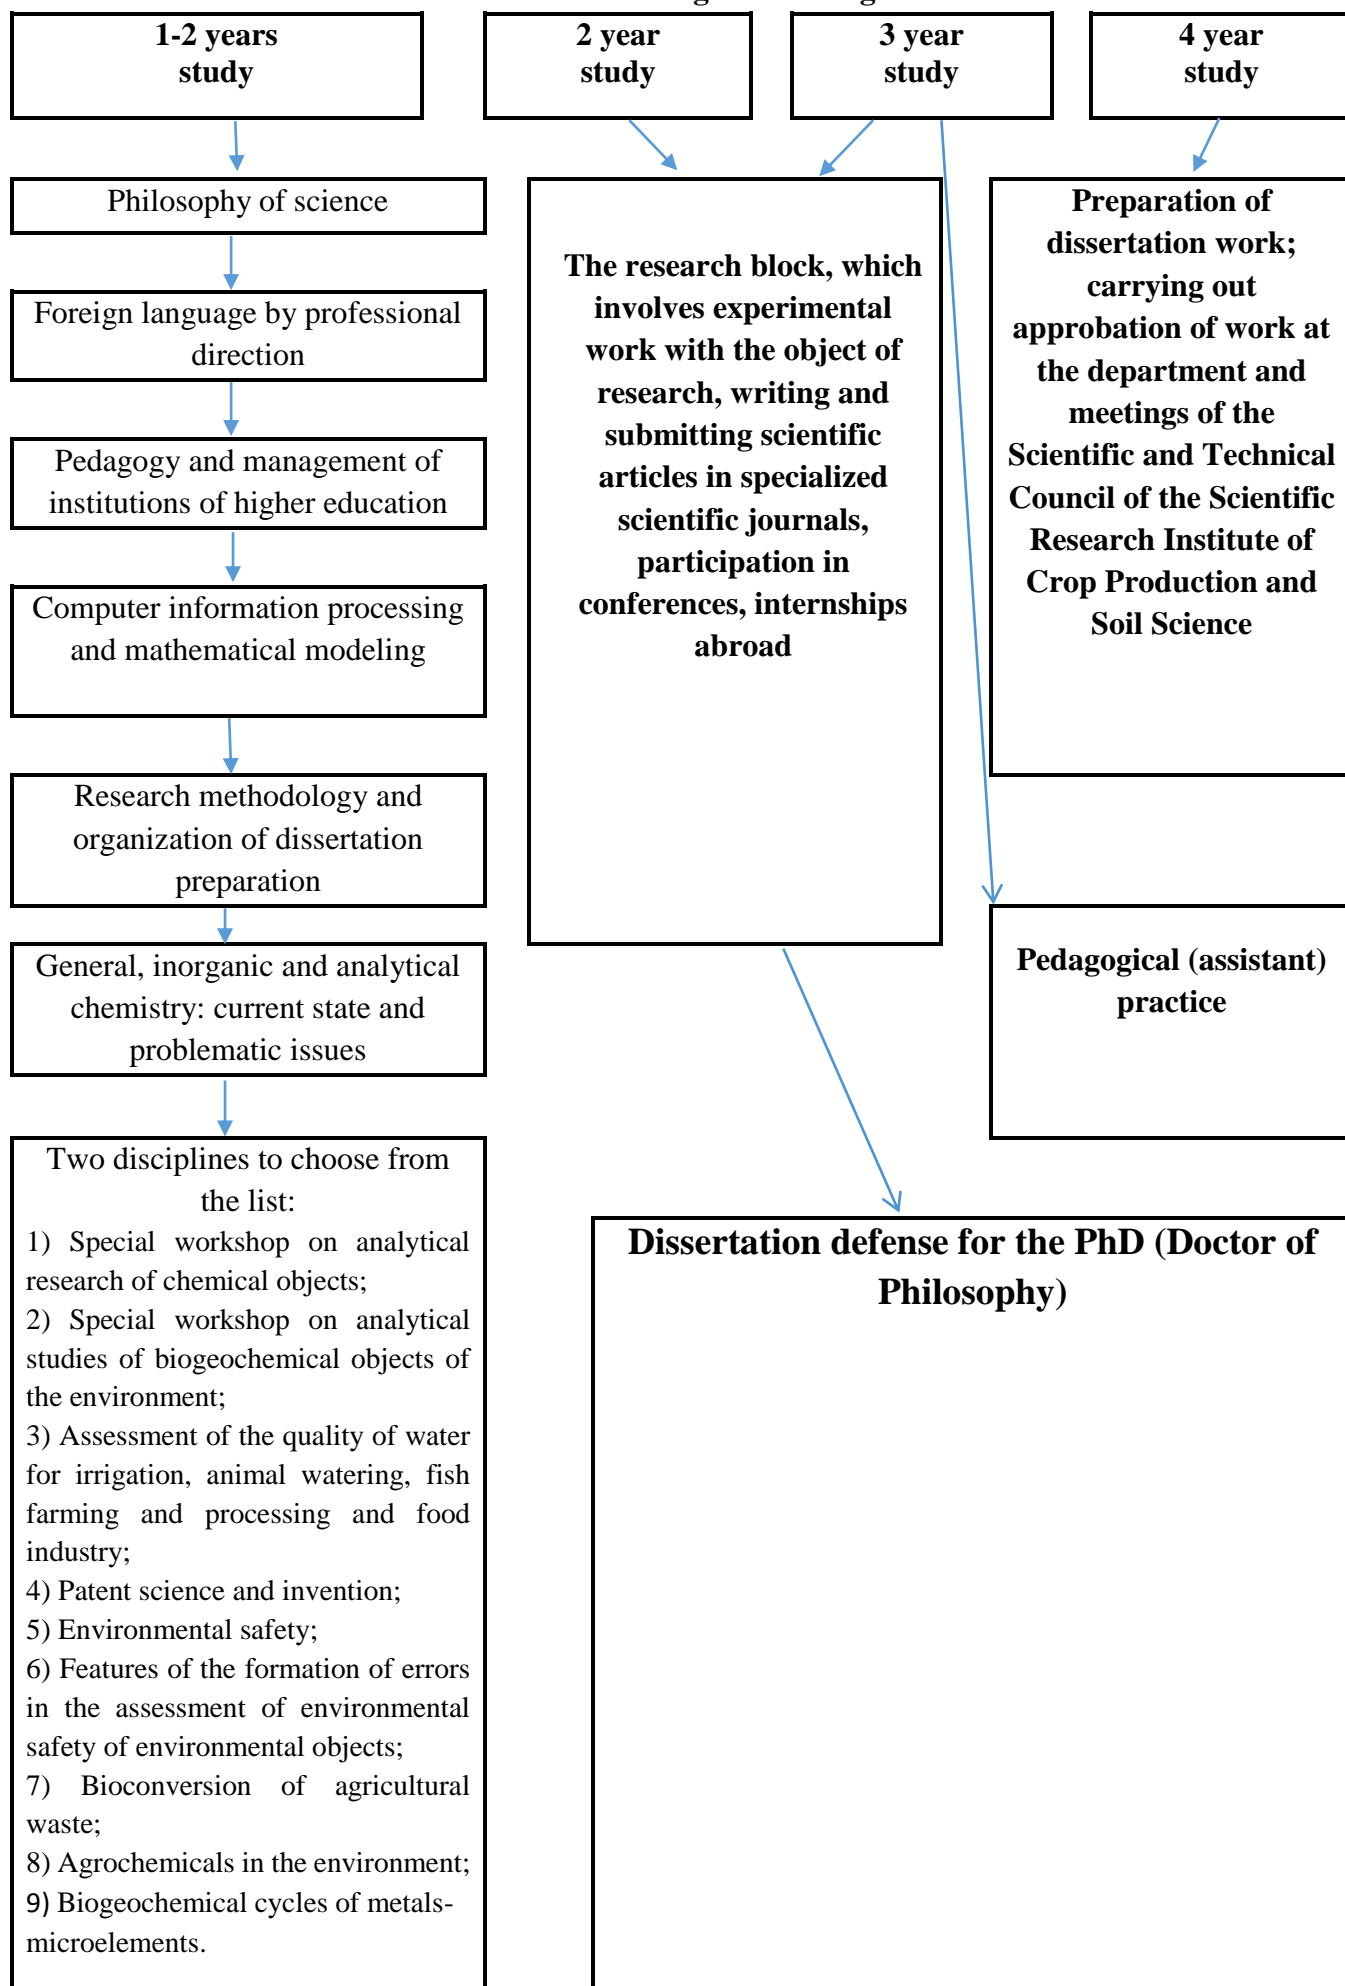 1-2 years
study
2 year
study
3 year
study
4 year
study
Philosophy of science
Foreign language by professional
direction
Pedagogy and management of
institutions of higher education
Computer information processing
and mathematical modeling
Research methodology and
organization of dissertation
preparation
General, inorganic and analytical
chemistry: current state and
problematic issues
Two disciplines to choose from
the list:
1) Special workshop on analytical
research of chemical objects;
2) Special workshop on analytical
studies of biogeochemical objects of
the environment;
3) Assessment of the quality of water
for irrigation, animal watering, fish
farming and processing and food
industry;
4) Patent science and invention;
5) Environmental safety;
6) Features of the formation of errors
in the assessment of environmental
safety of environmental objects;
7) Bioconversion of agricultural
waste;
8) Agrochemicals in the environment;
9) Biogeochemical cycles of metals-
microelements.
The research block, which
involves experimental
work with the object of
research, writing and
submitting scientific
articles in specialized
scientific journals,
participation in
conferences, internships
abroad
Preparation of
dissertation work;
carrying out
approbation of work at
the department and
meetings of the
Scientific and Technical
Council of the Scientific
Research Institute of
Crop Production and
Soil Science
Pedagogical (assistant)
practice
Dissertation defense for the PhD (Doctor of
Philosophy)